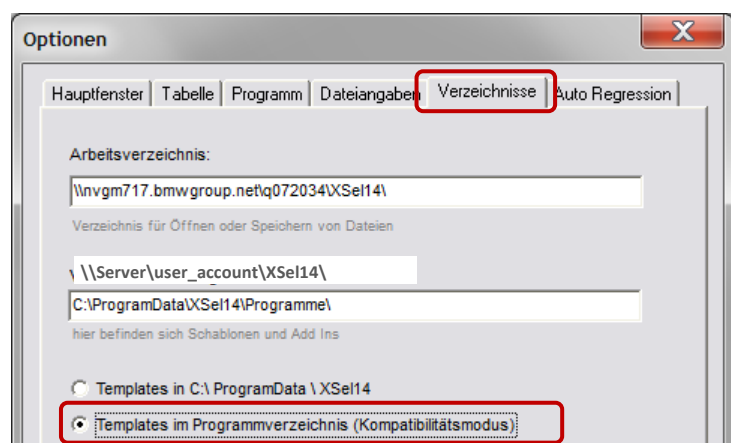 Optionen
X
Hauptfenster Tabelle Programm Dateiangaben Verzeichnisse Auto Regression
Arbeitsverzeichnis:
\\nvgm717.bmwgroup.net\q072034\XSel14\
Verzeichnis für Öffnen oder Speichern von Dateien
\\Server\user_account\XSel14\
C:\ProgramData\XSel14\Programme\
hier befinden sich Schablonen und Add Ins
Templates in C:\ ProgramData \ XSel14
Templates im Programmverzeichnis (Kompatibilitätsmodus)